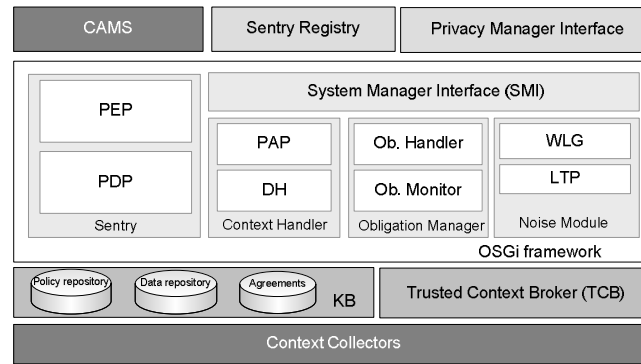 CAMS
Sentry Registry
Privacy Manager Interface
PEP
PDP
Sentry
System Manager Interface (SMI)
PAP
DH
Context Handler
Ob. Handler
Ob. Monitor
Obligation Manager
WLG
LTP
Noise Module
OSGi framework
Policy repository
Data repository
Agreements
KB
Trusted Context Broker (TCB)
Context Collectors